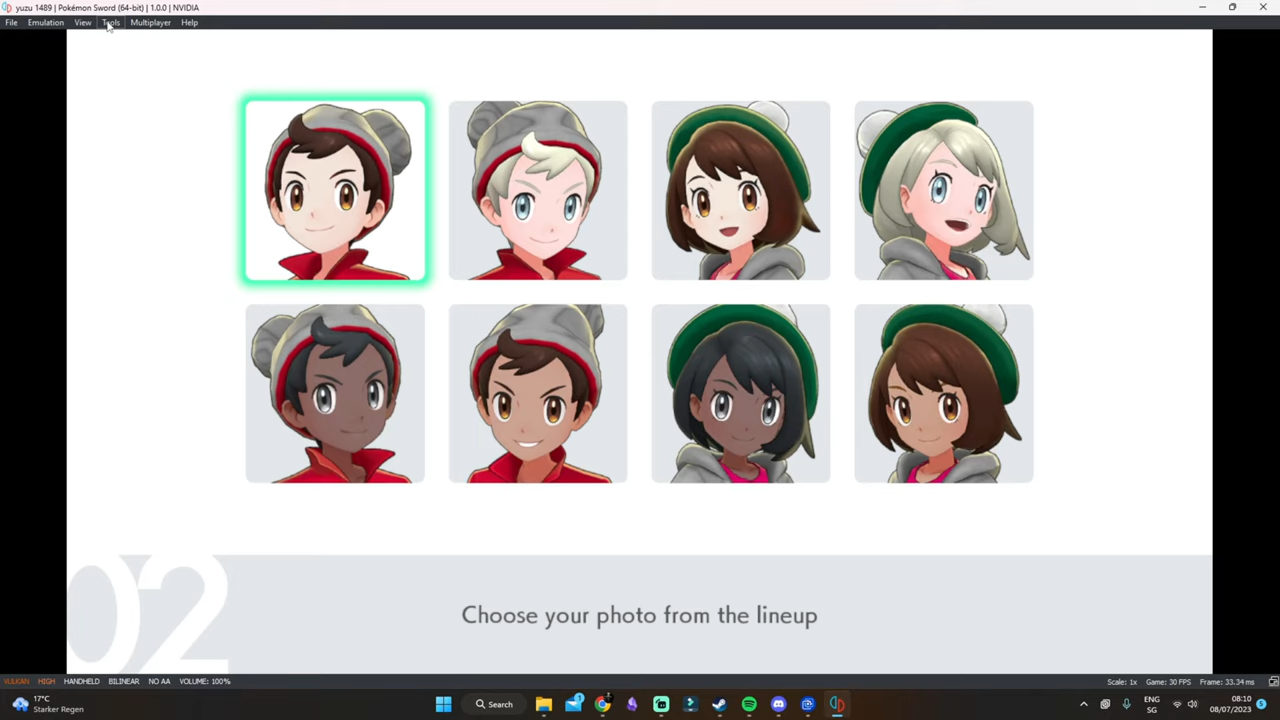 yuzu 1489 | Pokémon Sword (64-bit) | 1.0.0 | NVIDIA
File Emulation View Tools Multiplayer Help
02
Choose your photo from the lineup
VULKAN HIGH HANDHELD BILINEAR NO AA VOLUME: 100%
Scale: 1x Game: 30 FPS Frame: 33.34 ms
17°C
Starker Regen
Search
1
ENG
SG
08:10
08/07/2023
5